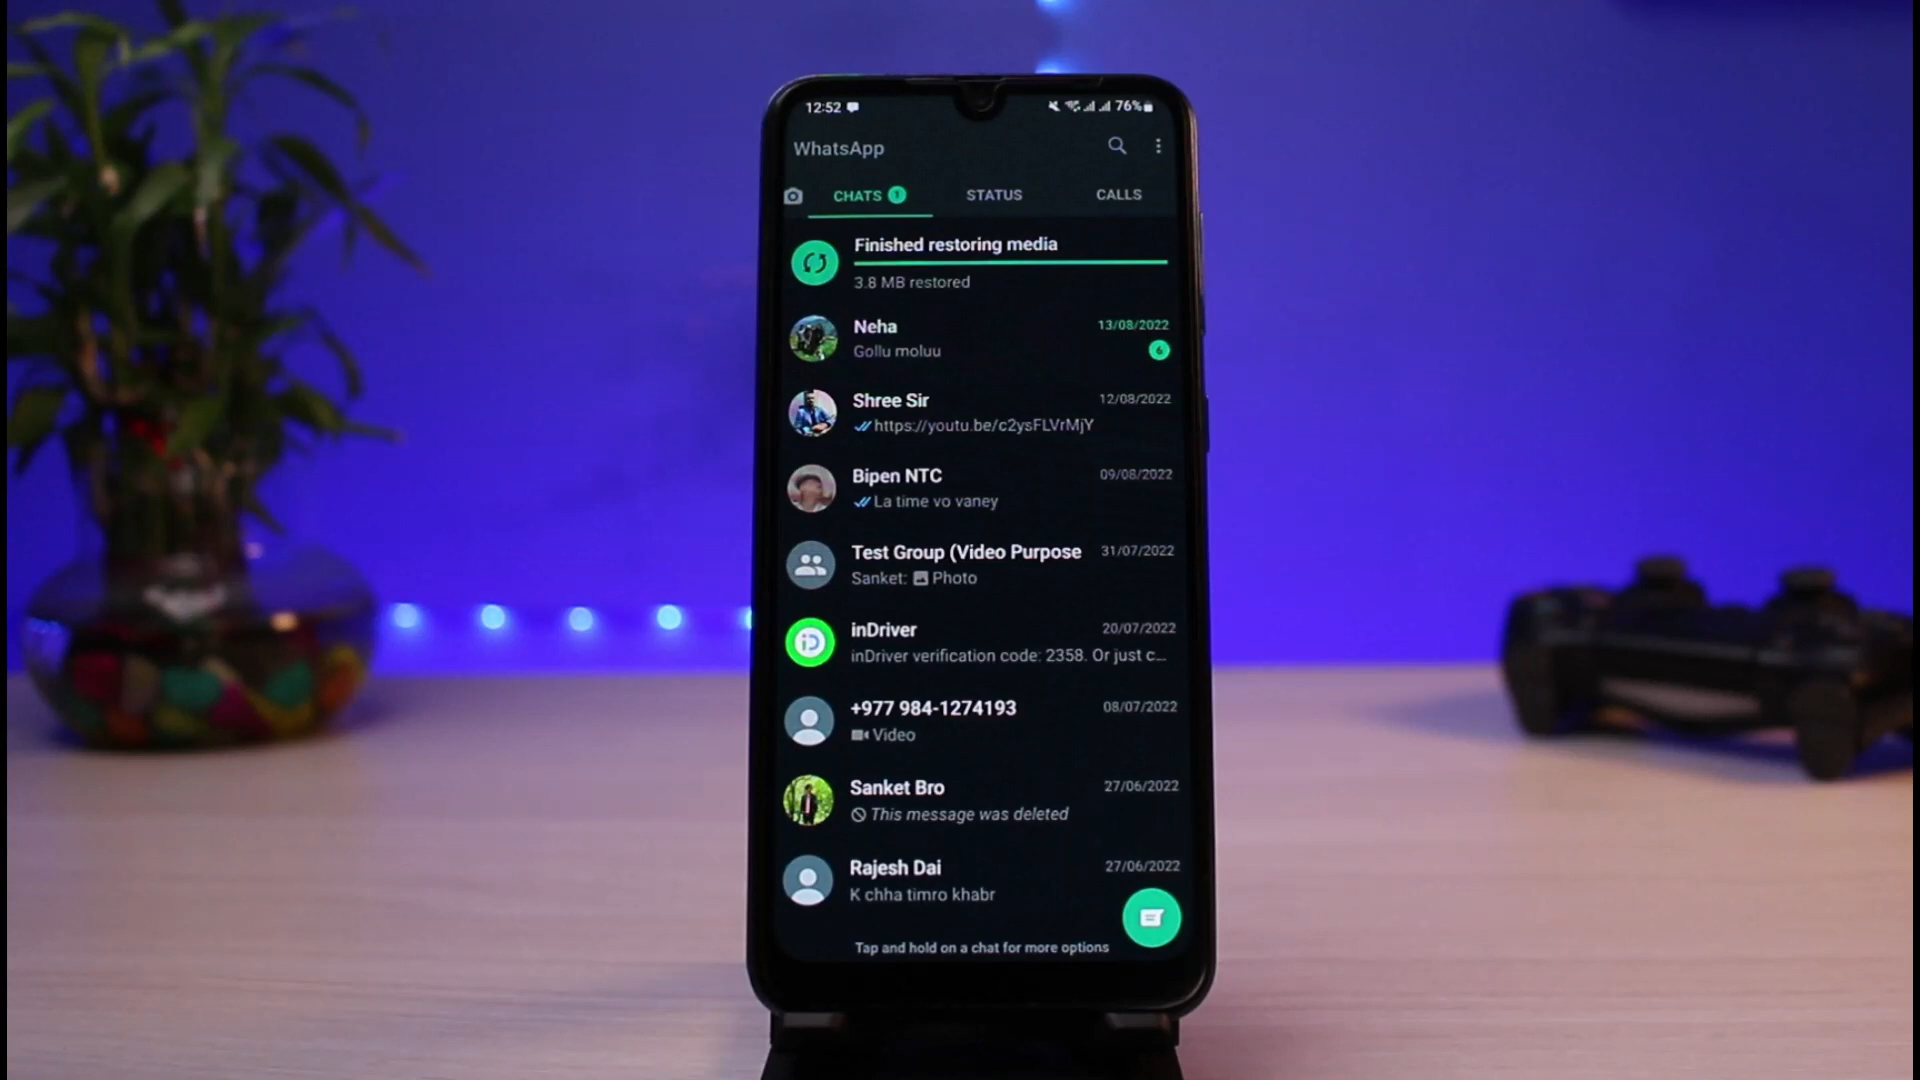 12:52 76%
WhatsApp
CHATS 1 STATUS CALLS
Finished restoring media
3.8 MB restored
Neha 13/08/2022
Gollu moluu 6
Shree Sir 12/08/2022
https://youtu.be/c2ysFLVrMjY
Bipen NTC 09/08/2022
La time vo vaney
Test Group (Video Purpose 31/07/2022
Sanket: Photo
inDriver 20/07/2022
inDriver verification code: 2358. Or just c...
+977 984-1274193 08/07/2022
Video
Sanket Bro 27/06/2022
This message was deleted
Rajesh Dai 27/06/2022
K chha timro khabr
Tap and hold on a chat for more options